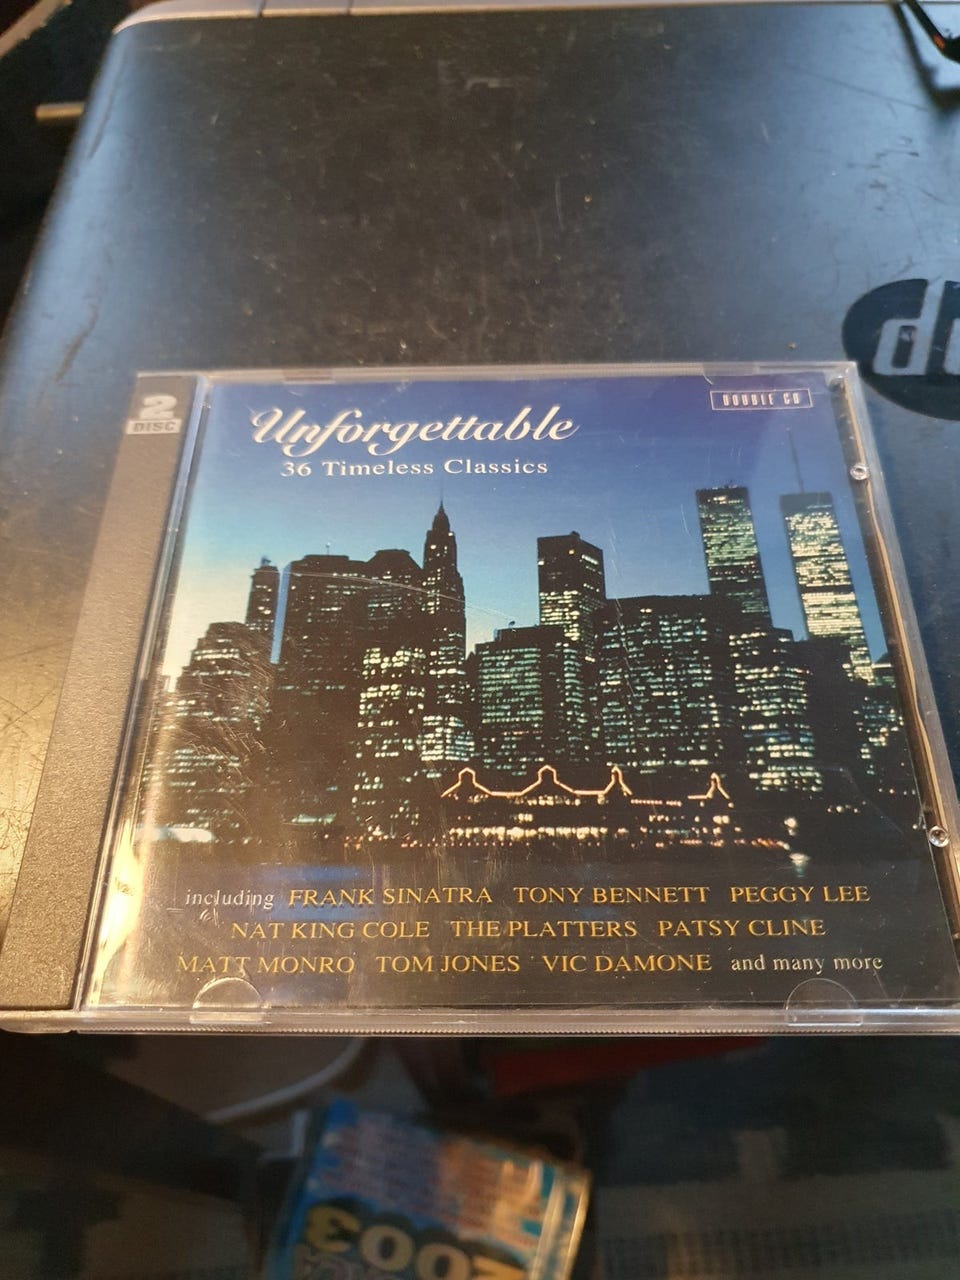 2
DISC
DOUBLE CD
Unforgettable
36 Timeless Classics
including FRANK SINATRA TONY BENNETT PEGGY LEE
NAT KING COLE THE PLATTERS PATSY CLINE
MATT MONRO TOM JONES VIC DAMONE and many more
2003